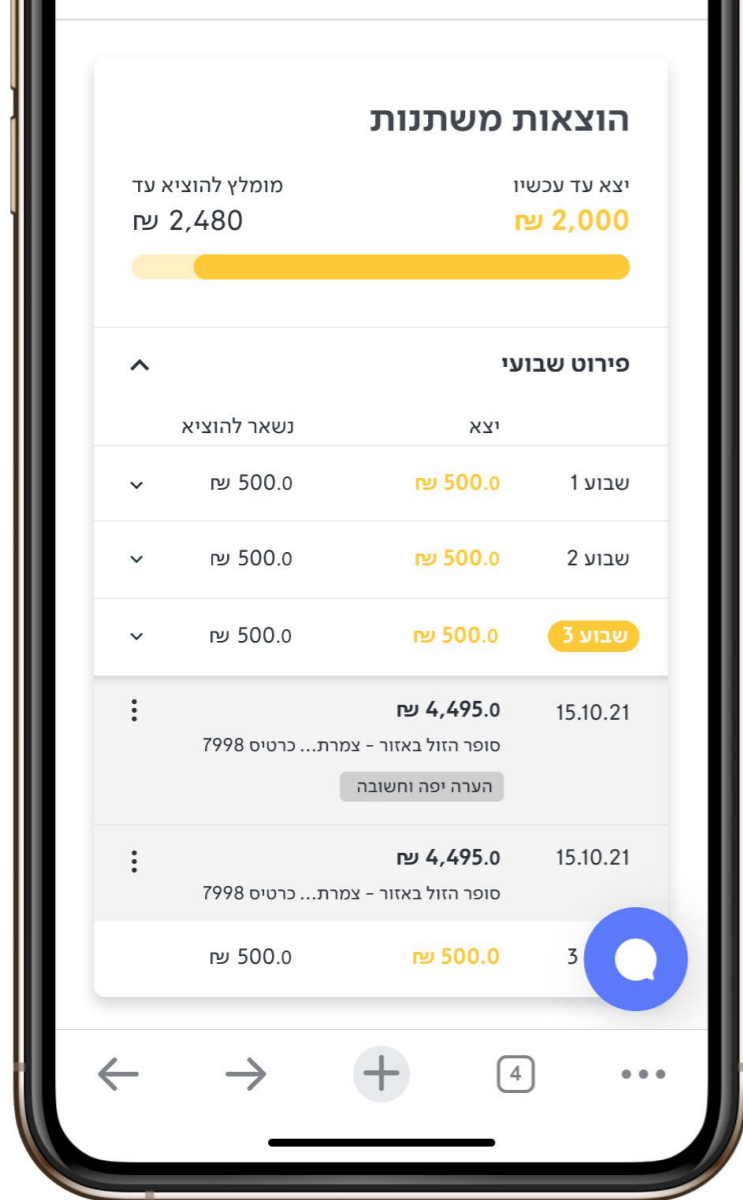 הוצאות משתנות
יצא עד עכשיו מומלץ להוציא עד
2,000 ₪ 2,480 ₪
פירוט שבועי
יצא נשאר להוציא
שבוע 1 500.0 ₪ 500.0 ₪
שבוע 2 500.0 ₪ 500.0 ₪
שבוע 3 500.0 ₪ 500.0 ₪
15.10.21 4,495.0 ₪
סופר הזול באזור - צמרת... כרטיס 7998
הערה יפה וחשובה
15.10.21 4,495.0 ₪
סופר הזול באזור - צמרת... כרטיס 7998
3 500.0 ₪ 500.0 ₪
4